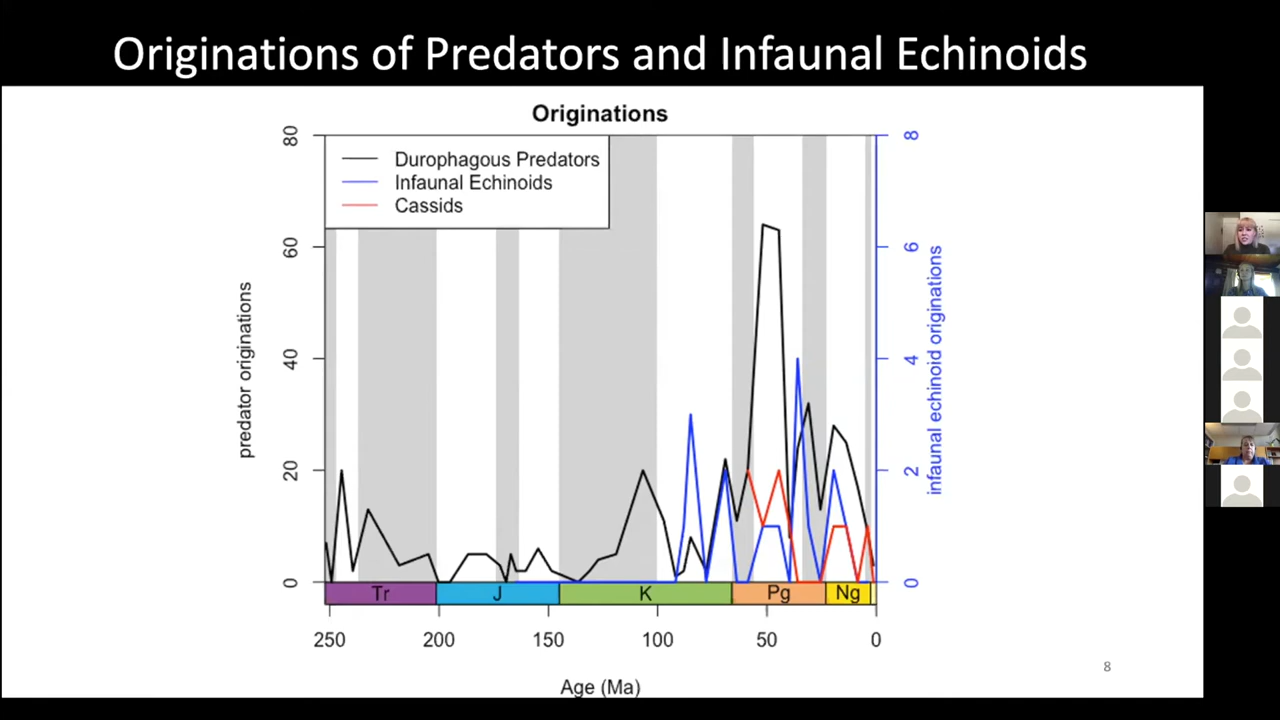 Originations of Predators and Infaunal Echinoids
Originations
Durophagous Predators
Infaunal Echinoids
Cassids
80
60
40
20
0
predator originations
8
6
4
2
0
infaunal echinoid originations
Tr
J
K
Pg
Ng
250
200
150
100
50
0
Age (Ma)
8